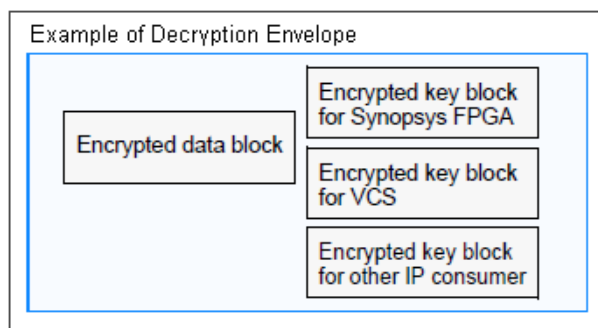 Example of Decryption Envelope
Encrypted data block
Encrypted key block
for Synopsys FPGA
Encrypted key block
for VCS
Encrypted key block
for other IP consumer